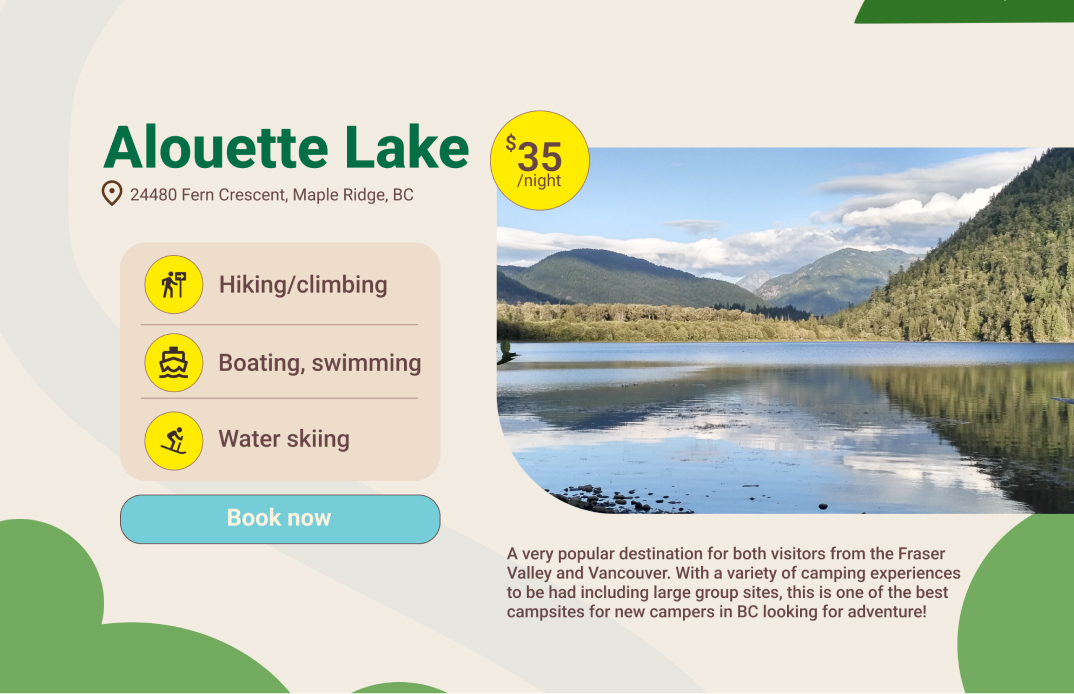 Alouette Lake
24480 Fern Crescent, Maple Ridge, BC
$35
/night
Hiking/climbing
Boating, swimming
Water skiing
Book now
A very popular destination for both visitors from the Fraser
Valley and Vancouver. With a variety of camping experiences
to be had including large group sites, this is one of the best
campsites for new campers in BC looking for adventure!